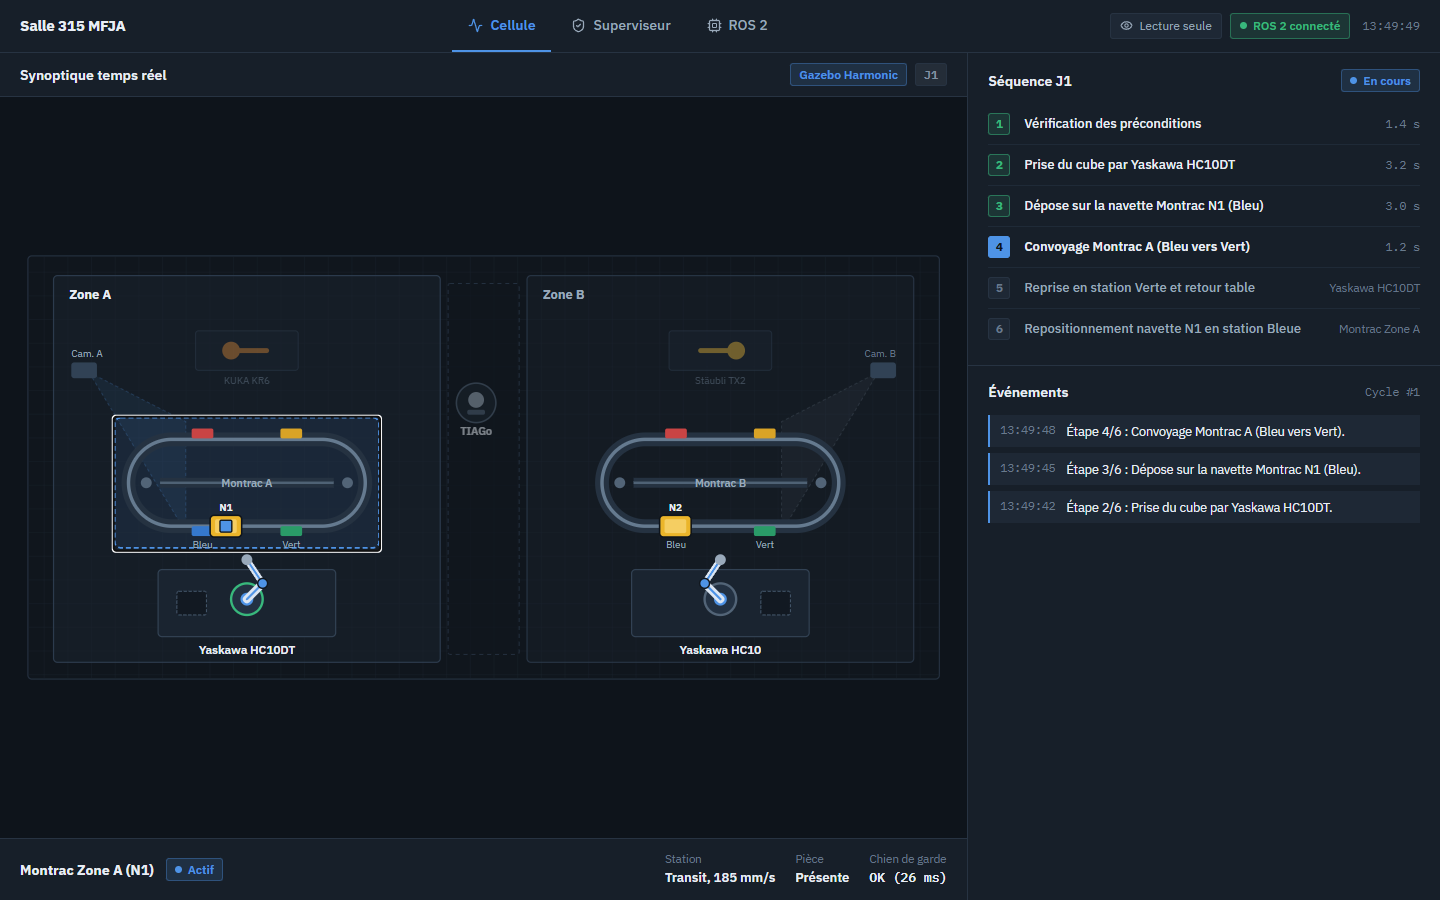 Salle 315 MFJA
Cellule
Superviseur
ROS 2
Lecture seule
ROS 2 connecté
13:49:49
Synoptique temps réel
Gazebo Harmonic
J1
Zone A
Cam. A
KUKA KR6
Montrac A
N1
Bleu
Vert
Yaskawa HC10DT
TIAGo
Zone B
Cam. B
Stäubli TX2
Montrac B
N2
Bleu
Vert
Yaskawa HC10
Montrac Zone A (N1)
Actif
Station
Transit, 185 mm/s
Pièce
Présente
Chien de garde
OK (26 ms)
Séquence J1
En cours
1 Vérification des préconditions 1.4 s
2 Prise du cube par Yaskawa HC10DT 3.2 s
3 Dépose sur la navette Montrac N1 (Bleu) 3.0 s
4 Convoyage Montrac A (Bleu vers Vert) 1.2 s
5 Reprise en station Verte et retour table Yaskawa HC10DT
6 Repositionnement navette N1 en station Bleue Montrac Zone A
Événements
Cycle #1
13:49:48 Étape 4/6 : Convoyage Montrac A (Bleu vers Vert).
13:49:45 Étape 3/6 : Dépose sur la navette Montrac N1 (Bleu).
13:49:42 Étape 2/6 : Prise du cube par Yaskawa HC10DT.